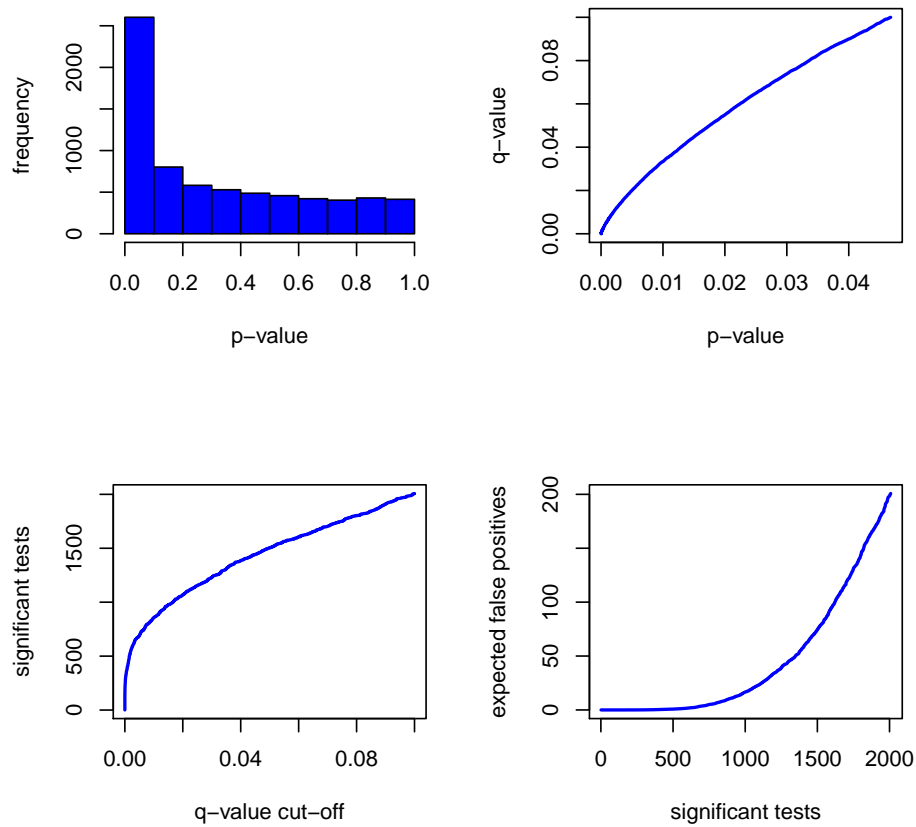 frequency
0 1000 2000
0.0 0.2 0.4 0.6 0.8 1.0
p−value
q−value
0.00 0.04 0.08
0.00 0.01 0.02 0.03 0.04
p−value
significant tests
0 500 1500
0.00 0.04 0.08
q−value cut−off
expected false positives
0 50 100 200
0 500 1000 1500 2000
significant tests